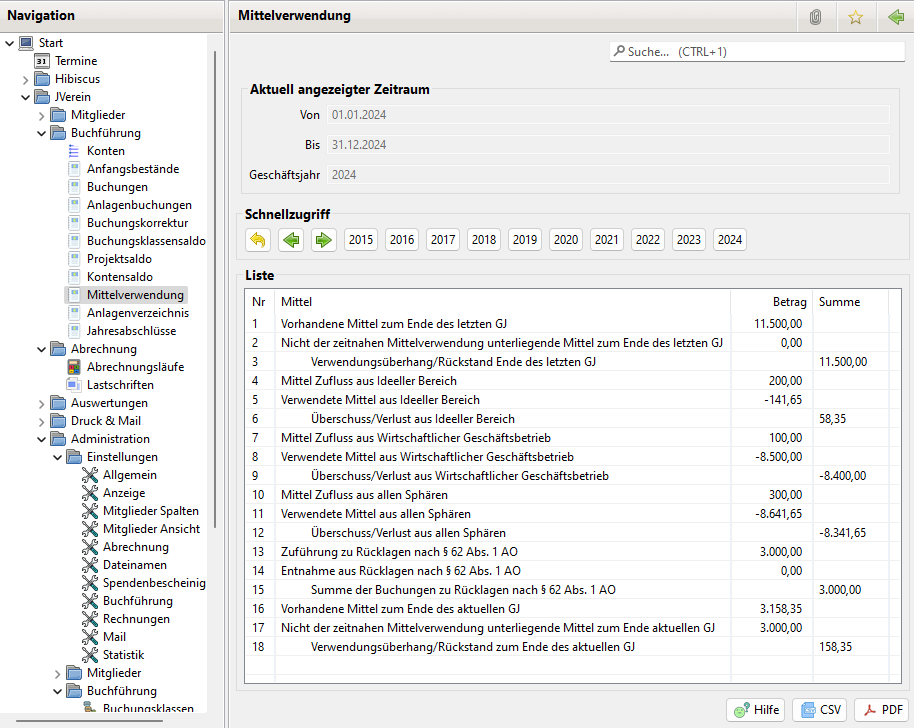 Navigation
Start
31 Termine
Hibiscus
JVerein
Mitglieder
Buchführung
Konten
Anfangsbestände
Buchungen
Anlagenbuchungen
Buchungskorrektur
Buchungsklassensaldo
Projektsaldo
Kontensaldo
Mittelverwendung
Anlagenverzeichnis
Jahresabschlüsse
Abrechnung
Abrechnungsläufe
Lastschriften
Auswertungen
Druck & Mail
Administration
Einstellungen
Allgemein
Anzeige
Mitglieder Spalten
Mitglieder Ansicht
Abrechnung
Dateinamen
Spendenbescheinig
Buchführung
Rechnungen
Mail
Statistik
Mitglieder
Buchführung
Buchungsklassen
Mittelverwendung
Suche... (CTRL+1)
Aktuell angezeigter Zeitraum
Von 01.01.2024
Bis 31.12.2024
Geschäftsjahr 2024
Schnellzugriff
2015 2016 2017 2018 2019 2020 2021 2022 2023 2024
Liste
Nr Mittel Betrag Summe
1 Vorhandene Mittel zum Ende des letzten GJ 11.500,00
2 Nicht der zeitnahen Mittelverwendung unterliegende Mittel zum Ende des letzten GJ 0,00
3 Verwendungsüberhang/Rückstand Ende des letzten GJ 11.500,00
4 Mittel Zufluss aus Ideeller Bereich 200,00
5 Verwendete Mittel aus Ideeller Bereich -141,65
6 Überschuss/Verlust aus Ideeller Bereich 58,35
7 Mittel Zufluss aus Wirtschaftlicher Geschäftsbetrieb 100,00
8 Verwendete Mittel aus Wirtschaftlicher Geschäftsbetrieb -8.500,00
9 Überschuss/Verlust aus Wirtschaftlicher Geschäftsbetrieb -8.400,00
10 Mittel Zufluss aus allen Sphären 300,00
11 Verwendete Mittel aus allen Sphären -8.641,65
12 Überschuss/Verlust aus allen Sphären -8.341,65
13 Zuführung zu Rücklagen nach § 62 Abs. 1 AO 3.000,00
14 Entnahme aus Rücklagen nach § 62 Abs. 1 AO 0,00
15 Summe der Buchungen zu Rücklagen nach § 62 Abs. 1 AO 3.000,00
16 Vorhandene Mittel zum Ende des aktuellen GJ 3.158,35
17 Nicht der zeitnahen Mittelverwendung unterliegende Mittel zum Ende aktuellen GJ 3.000,00
18 Verwendungsüberhang/Rückstand zum Ende des aktuellen GJ 158,35
Hilfe CSV PDF